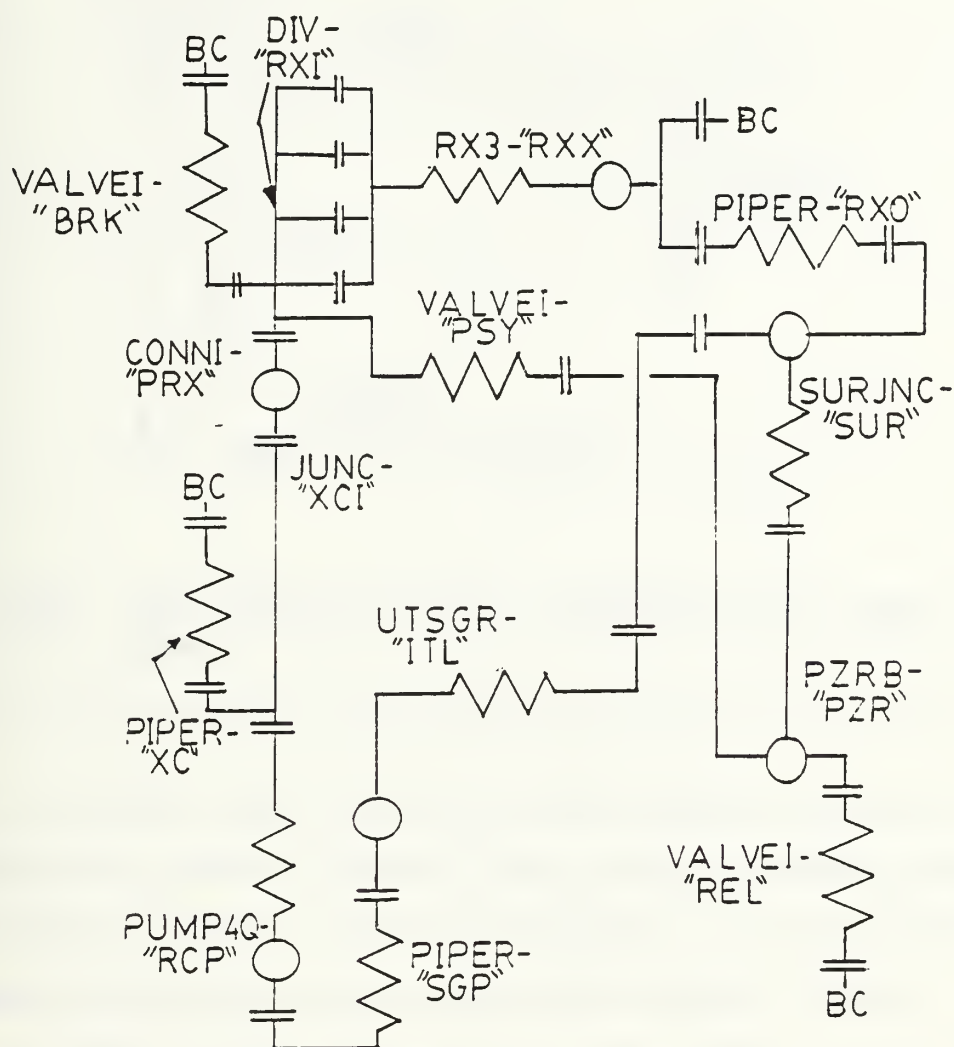 DIV-
"RXI"
BC
VALVEI-
"BRK"
RX3-"RXX"
BC
PIPER-"RXO"
VALVEI-
"PSY"
CONNI-
"PRX"
SURJNC-
"SUR"
JUNC-
"XCI"
BC
UTSGR-
"ITL"
PZRB-
"PZR"
PIPER-
"XC"
VALVEI-
"REL"
PUMP4Q-
"RCP"
PIPER-
"SGP"
BC